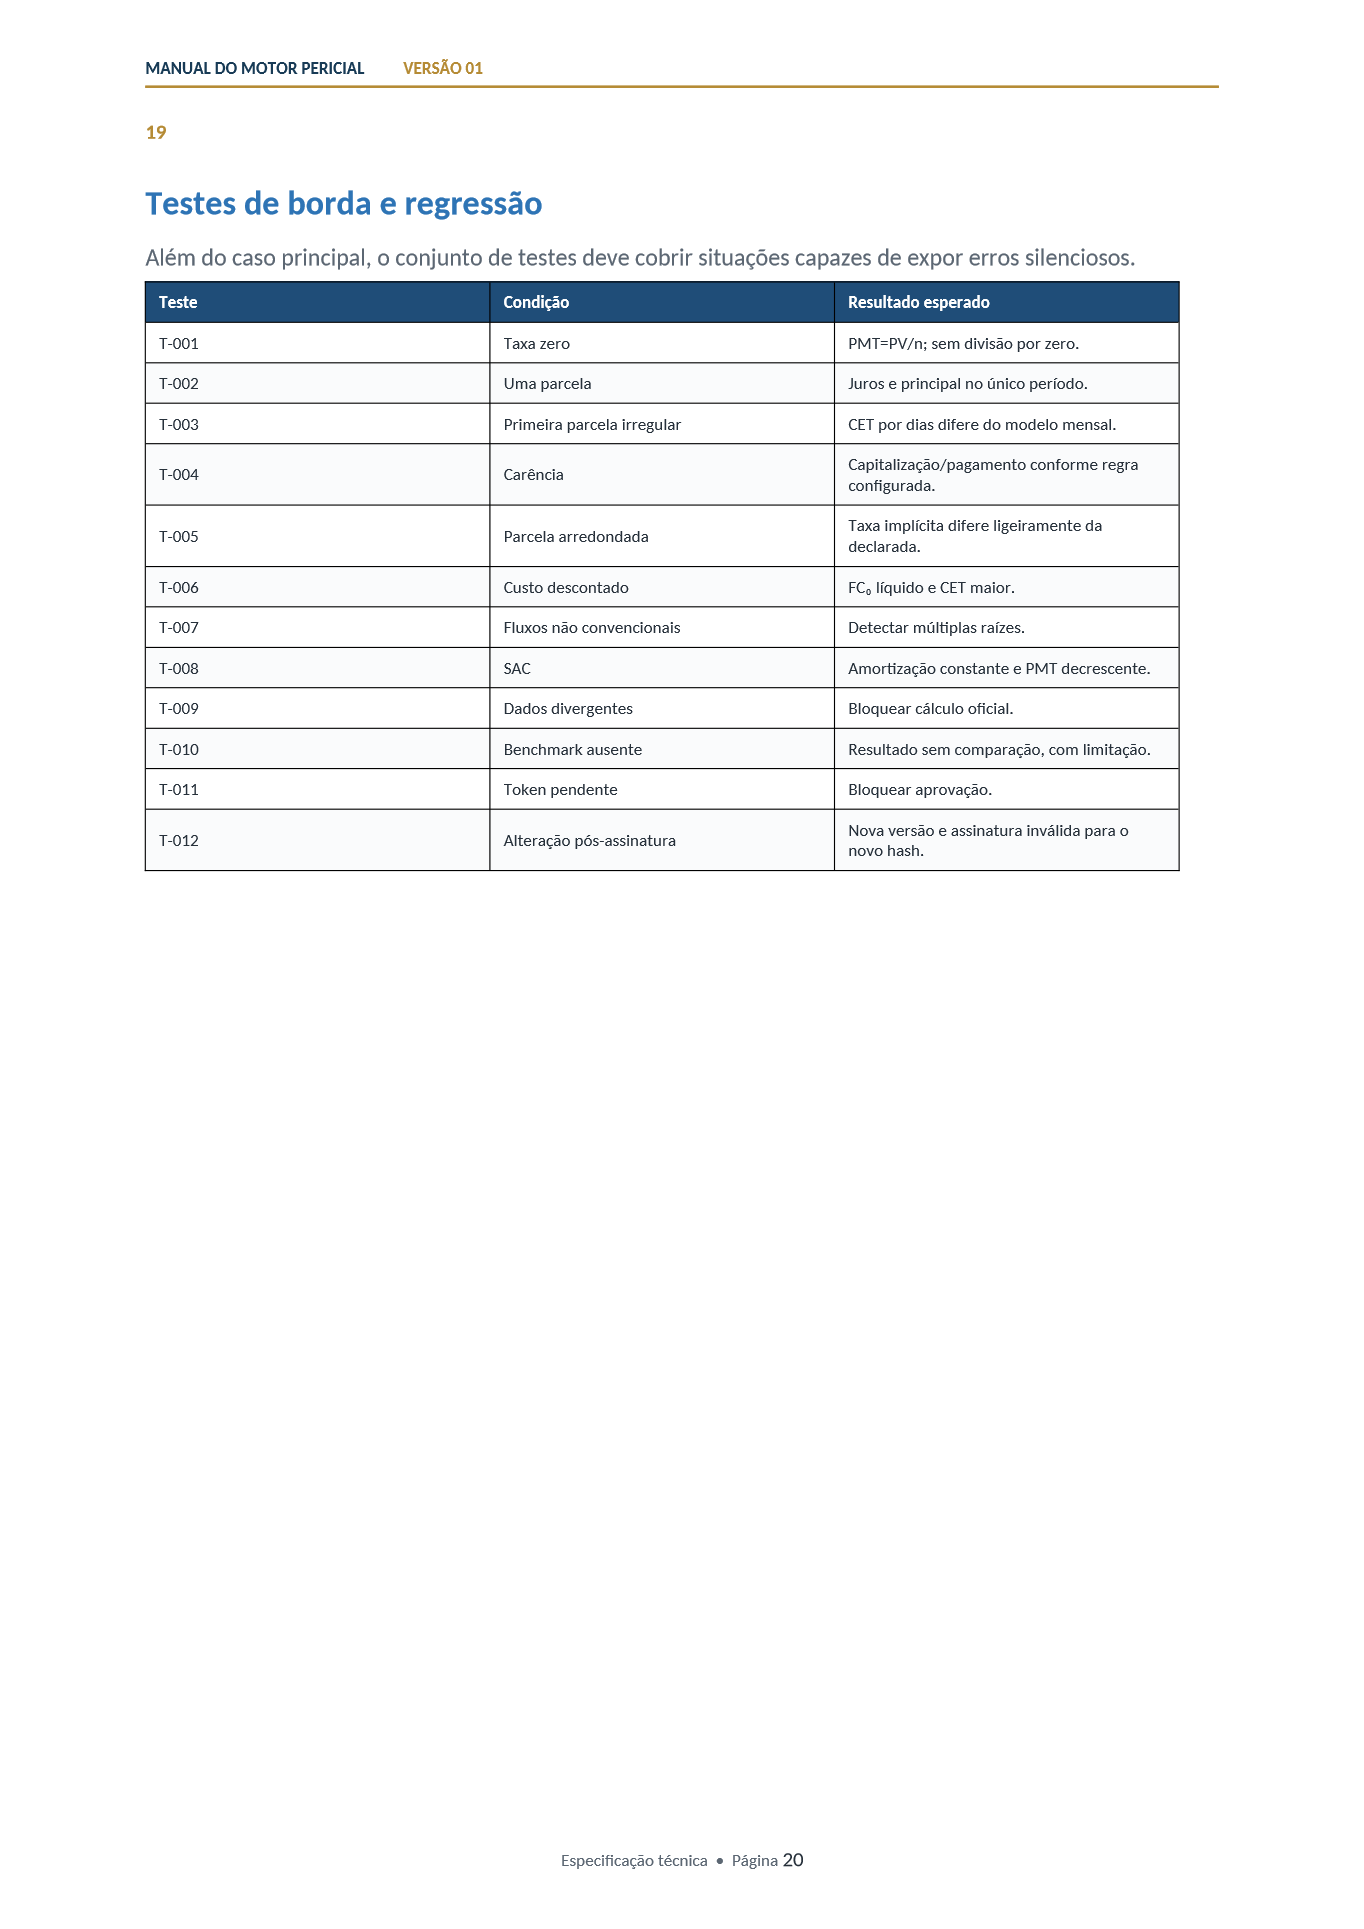 MANUAL DO MOTOR PERICIAL VERSÃO 01
19
Testes de borda e regressão
Além do caso principal, o conjunto de testes deve cobrir situações capazes de expor erros silenciosos.
Teste Condição Resultado esperado
T-001 Taxa zero PMT=PV/n; sem divisão por zero.
T-002 Uma parcela Juros e principal no único período.
T-003 Primeira parcela irregular CET por dias difere do modelo mensal.
T-004 Carência Capitalização/pagamento conforme regra
configurada.
T-005 Parcela arredondada Taxa implícita difere ligeiramente da
declarada.
T-006 Custo descontado FC₀ líquido e CET maior.
T-007 Fluxos não convencionais Detectar múltiplas raízes.
T-008 SAC Amortização constante e PMT decrescente.
T-009 Dados divergentes Bloquear cálculo oficial.
T-010 Benchmark ausente Resultado sem comparação, com limitação.
T-011 Token pendente Bloquear aprovação.
T-012 Alteração pós-assinatura Nova versão e assinatura inválida para o
novo hash.
Especificação técnica • Página 20